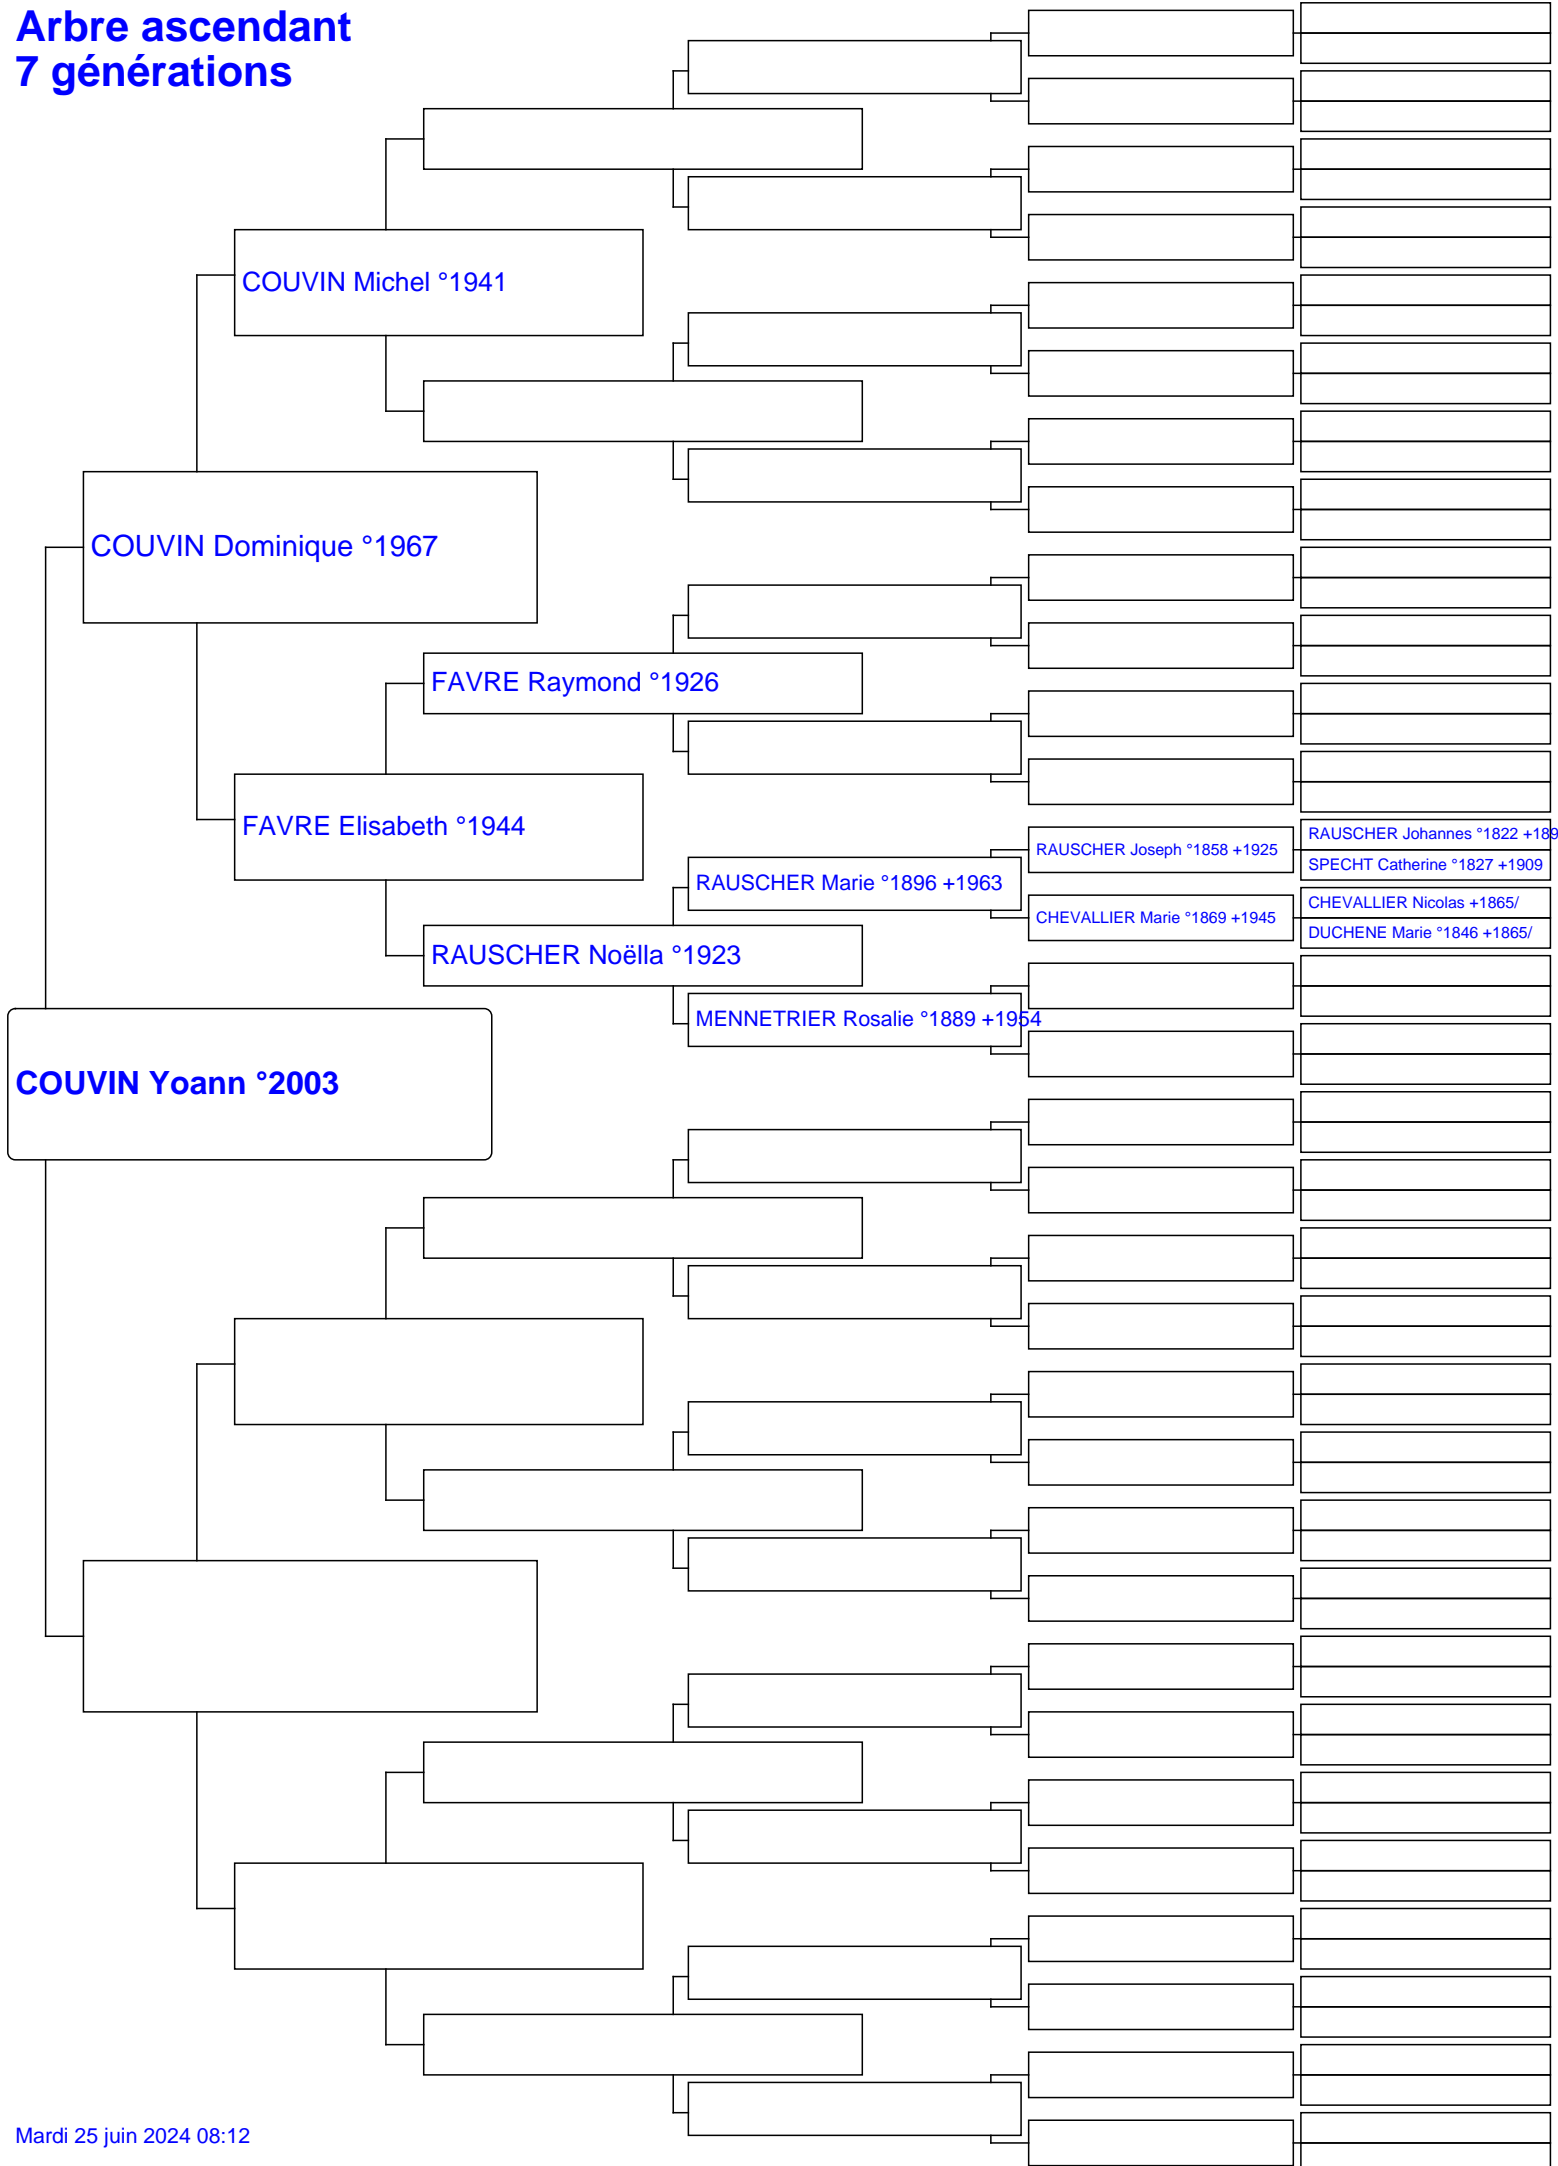 Arbre ascendant
7 générations
COUVIN Michel °1941
COUVIN Dominique °1967
FAVRE Raymond °1926
FAVRE Elisabeth °1944
RAUSCHER Johannes °1822 +189
RAUSCHER Joseph °1858 +1925
SPECHT Catherine °1827 +1909
RAUSCHER Marie °1896 +1963
CHEVALLIER Nicolas +1865/
CHEVALLIER Marie °1869 +1945
DUCHENE Marie °1846 +1865/
RAUSCHER Noëlla °1923
MENNETRIER Rosalie °1889 +1954
COUVIN Yoann °2003
Mardi 25 juin 2024 08:12